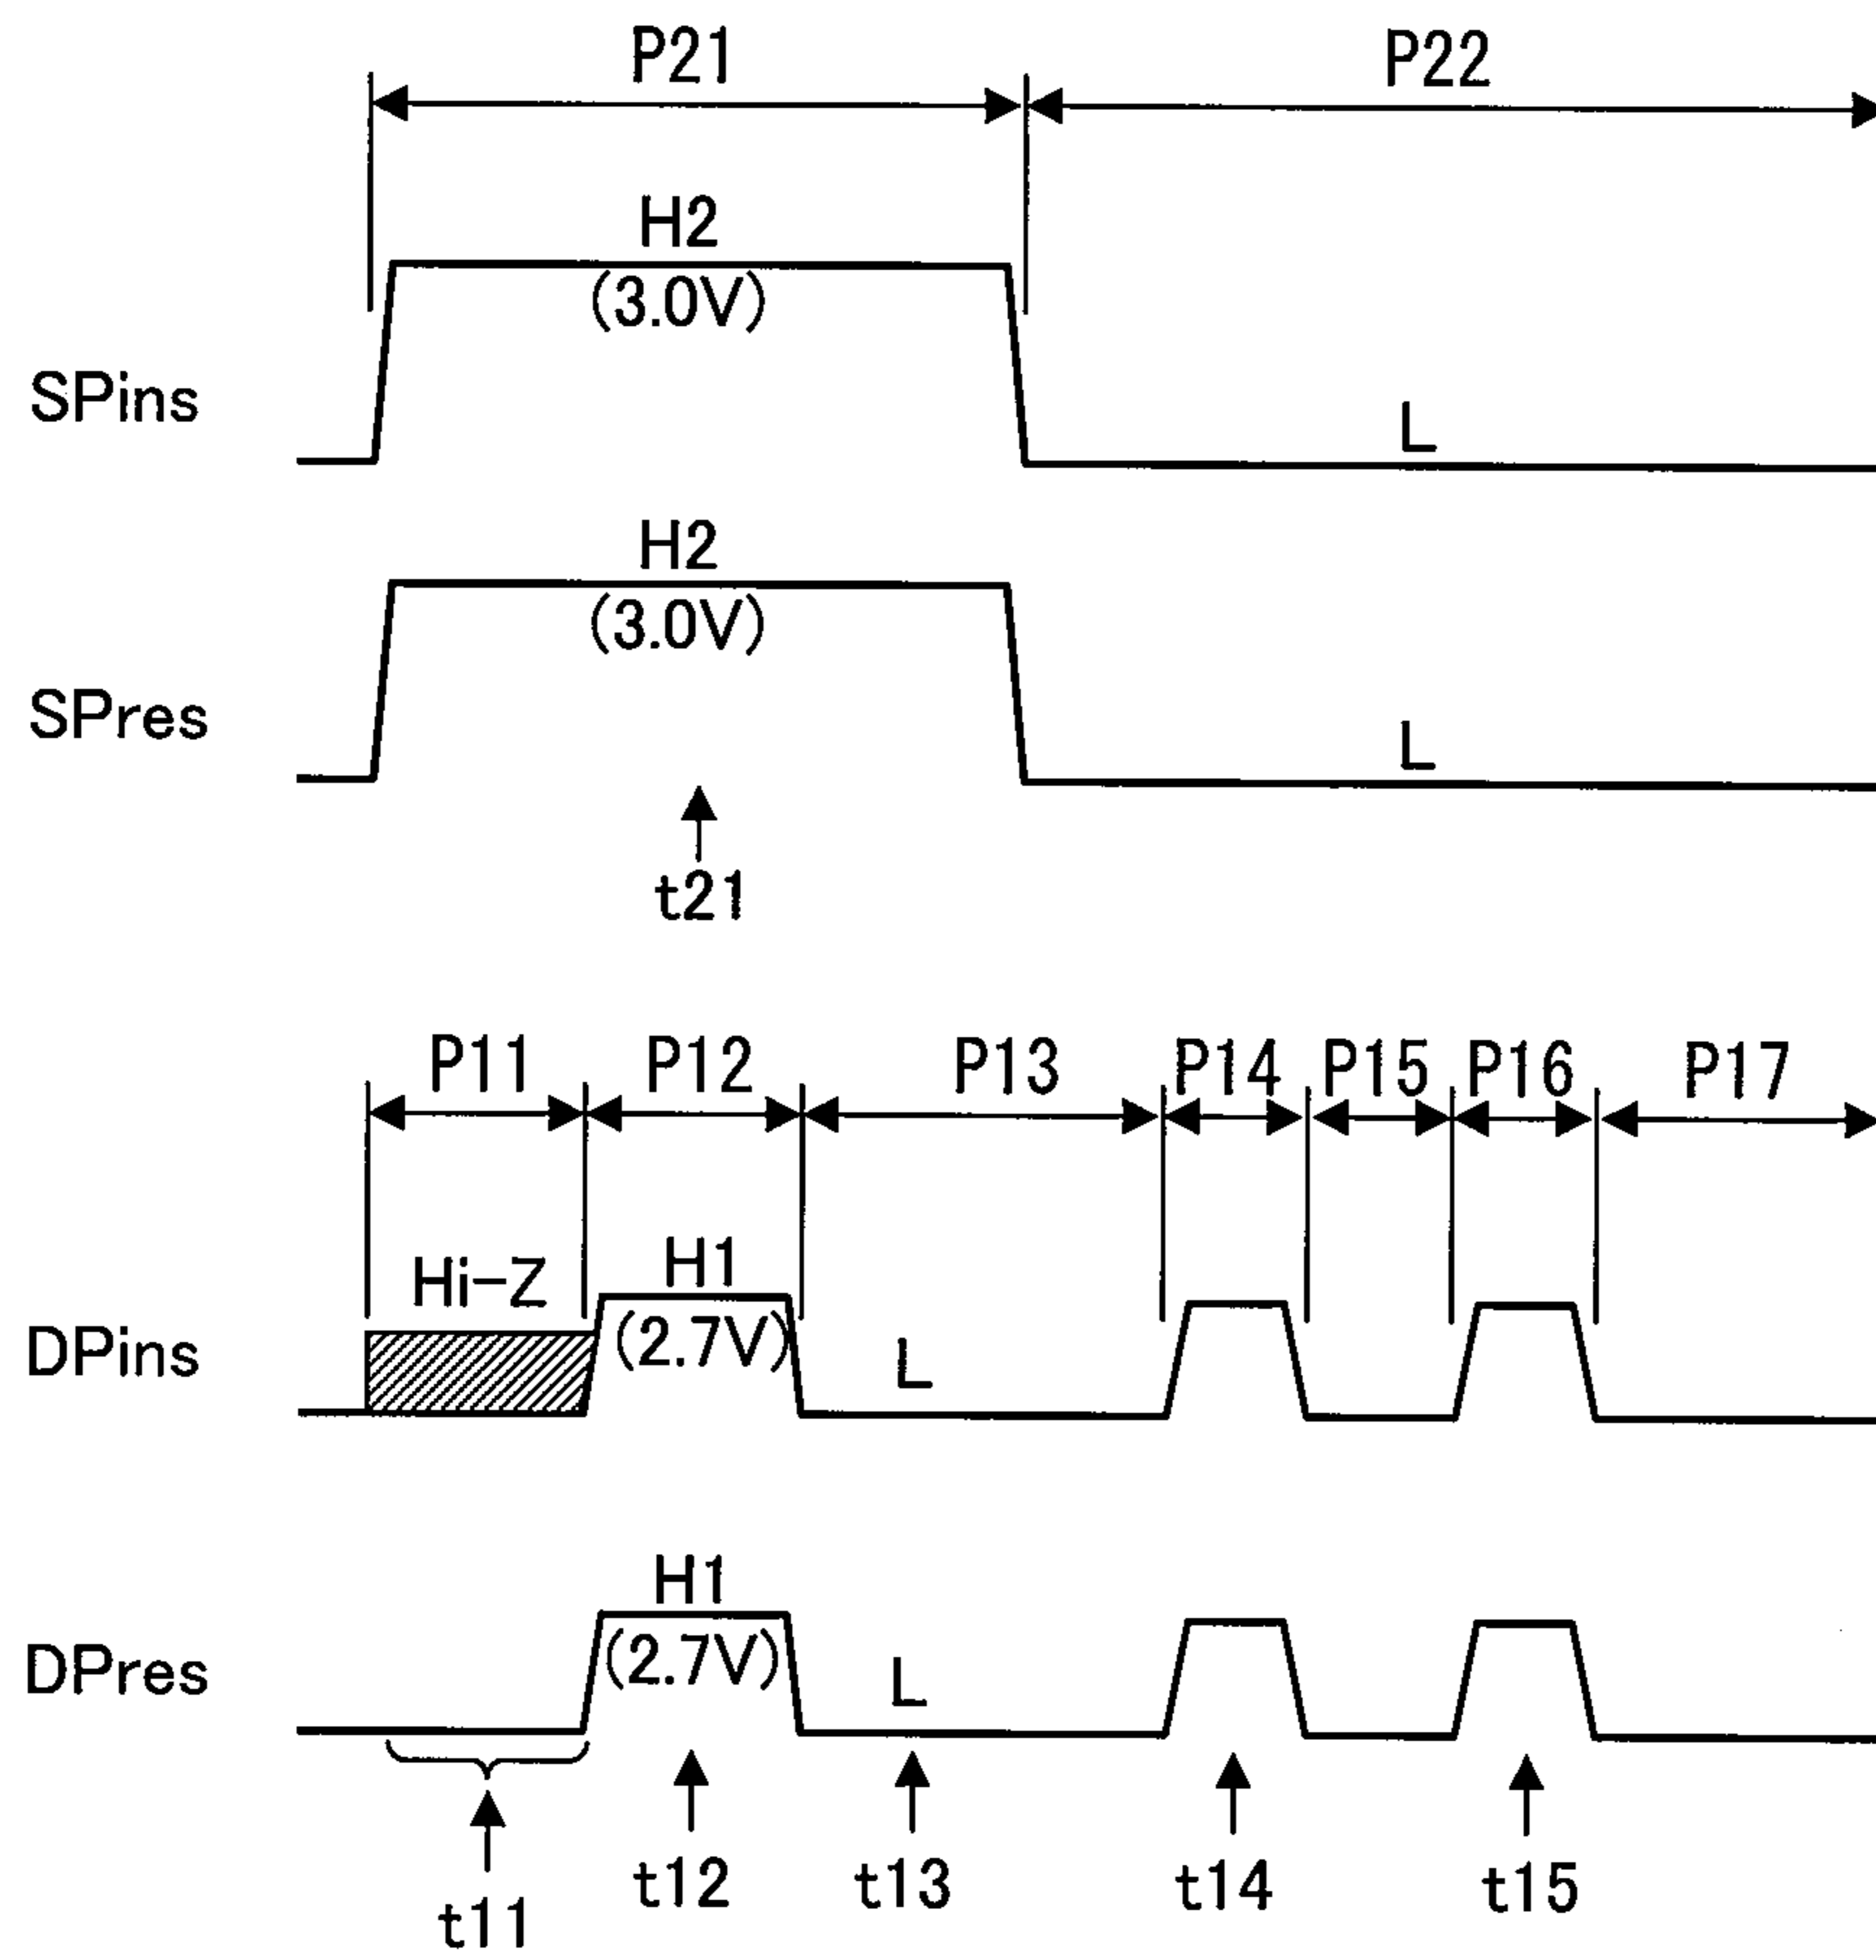 P21 P22
H2
(3.0V)
SPins
L
H2
(3.0V)
SPres
L
t21
P11 P12 P13 P14 P15 P16 P17
Hi-Z H1
(2.7V)
DPins
L
H1
(2.7V)
DPres
L
t11 t12 t13 t14 t15